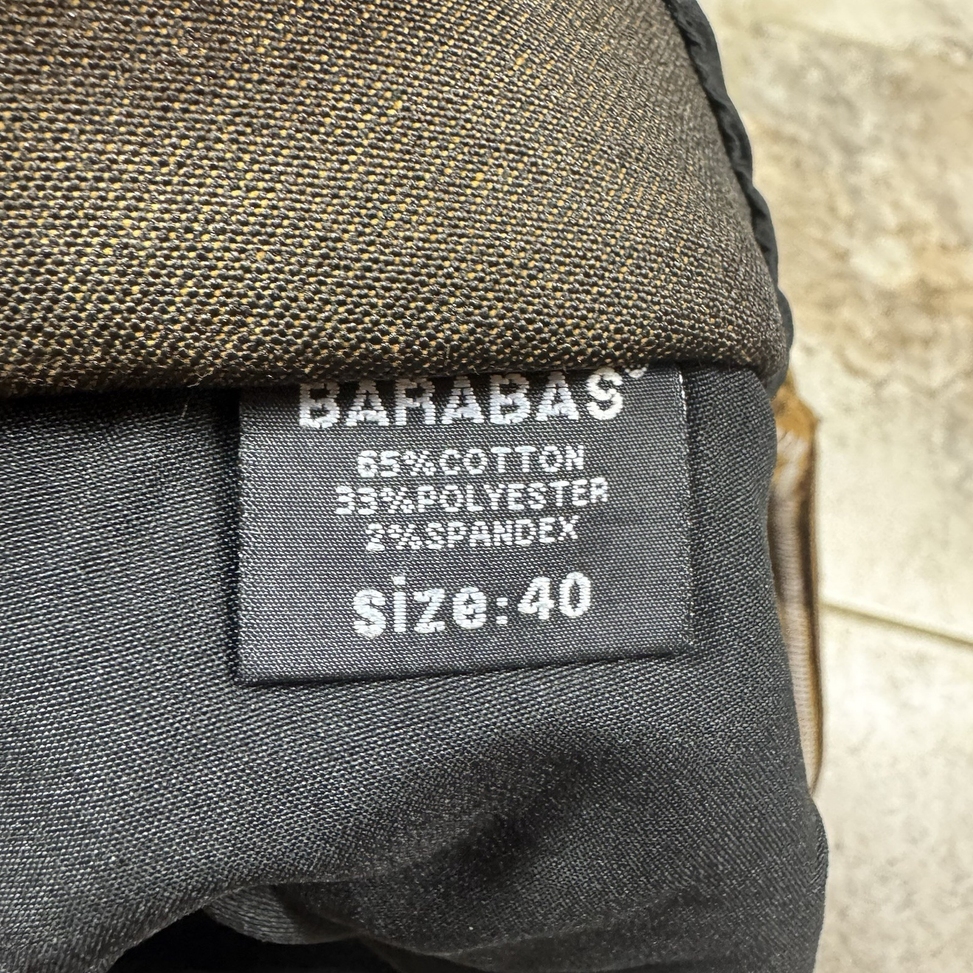 BARABAS®
65%COTTON
33%POLYESTER
2%SPANDEX
Size:40